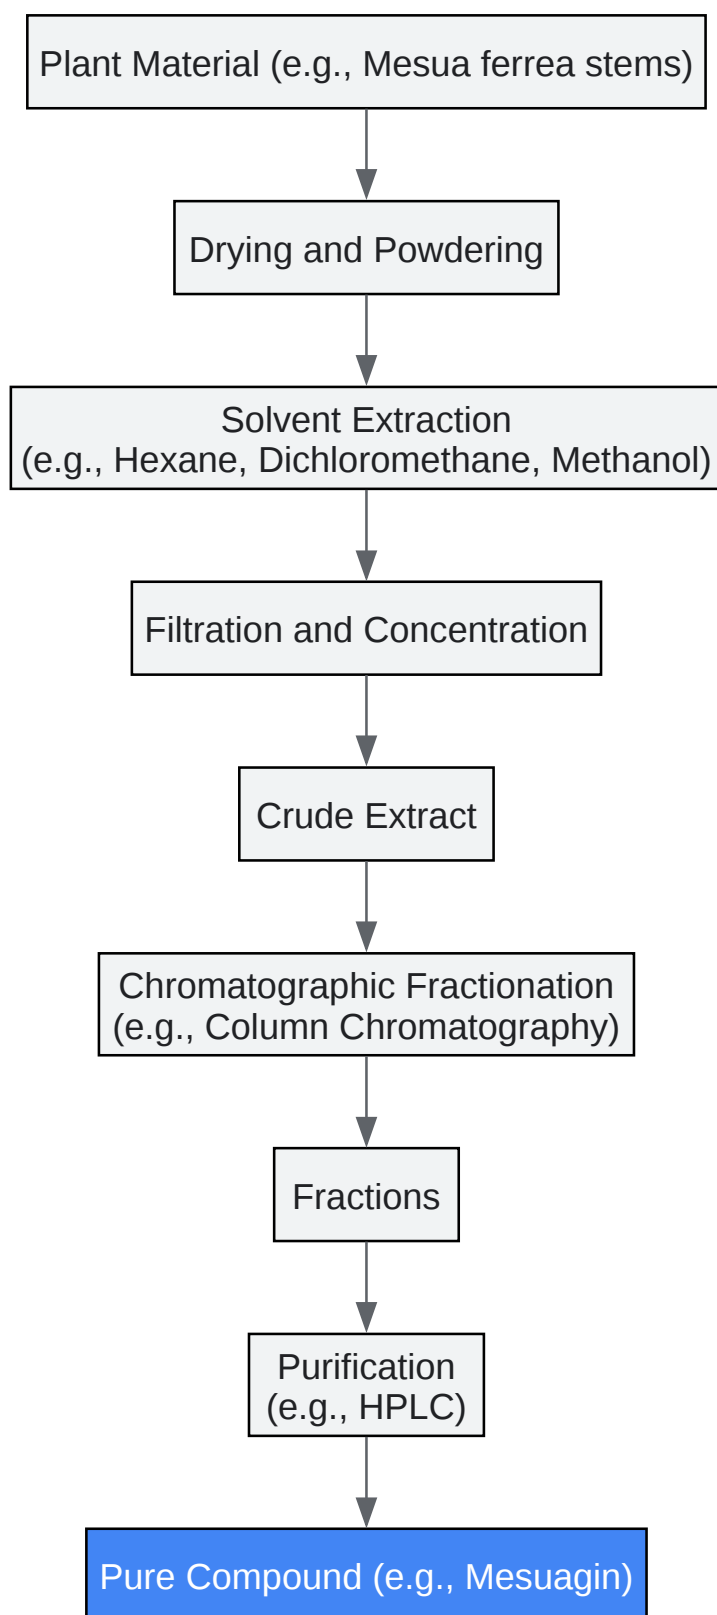 Plant Material (e.g., Mesua ferrea stems)
Drying and Powdering
Solvent Extraction
(e.g., Hexane, Dichloromethane, Methanol)
Filtration and Concentration
Crude Extract
Chromatographic Fractionation
(e.g., Column Chromatography)
Fractions
Purification
(e.g., HPLC)
Pure Compound (e.g., Mesuagin)